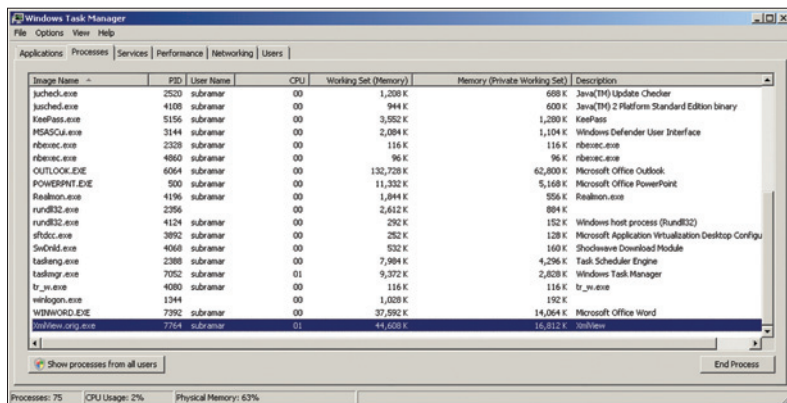 Windows Task Manager
File Options View Help
Applications Processes Services Performance Networking Users
Image Name PID User Name CPU Working Set (Memory) Memory (Private Working Set) Description
jucheck.exe 2520 subramar 00 1,208 K 688 K Java(TM) Update Checker
jusched.exe 4108 subramar 00 944 K 600 K Java(TM) 2 Platform Standard Edition binary
KeePass.exe 5156 subramar 00 3,552 K 1,280 K KeePass
MSASCui.exe 3144 subramar 00 2,084 K 1,104 K Windows Defender User Interface
nbexec.exe 2328 subramar 00 116 K 116 K nbexec.exe
nbexec.exe 4860 subramar 00 96 K 96 K nbexec.exe
OUTLOOK.EXE 6064 subramar 00 132,728 K 62,800 K Microsoft Office Outlook
POWERPNT.EXE 500 subramar 00 11,332 K 5,168 K Microsoft Office PowerPoint
Realmon.exe 4196 subramar 00 1,844 K 556 K Realmon.exe
rundll32.exe 2356 00 2,612 K 884 K
rundll32.exe 4124 subramar 00 292 K 152 K Windows host process (Rundll32)
sftdcc.exe 3892 subramar 00 252 K 128 K Microsoft Application Virtualization Desktop Configu
SwDnld.exe 4068 subramar 00 532 K 160 K Shockwave Download Module
taskeng.exe 2388 subramar 00 7,984 K 4,296 K Task Scheduler Engine
taskmgr.exe 7052 subramar 01 9,372 K 2,828 K Windows Task Manager
tr_w.exe 4080 subramar 00 116 K 116 K tr_w.exe
winlogon.exe 1344 00 1,028 K 192 K
WINWORD.EXE 7392 subramar 00 37,592 K 14,064 K Microsoft Office Word
XmlView.orig.exe 7764 subramar 01 44,608 K 16,812 K XmlView
Show processes from all users End Process
Processes: 75 CPU Usage: 2% Physical Memory: 63%